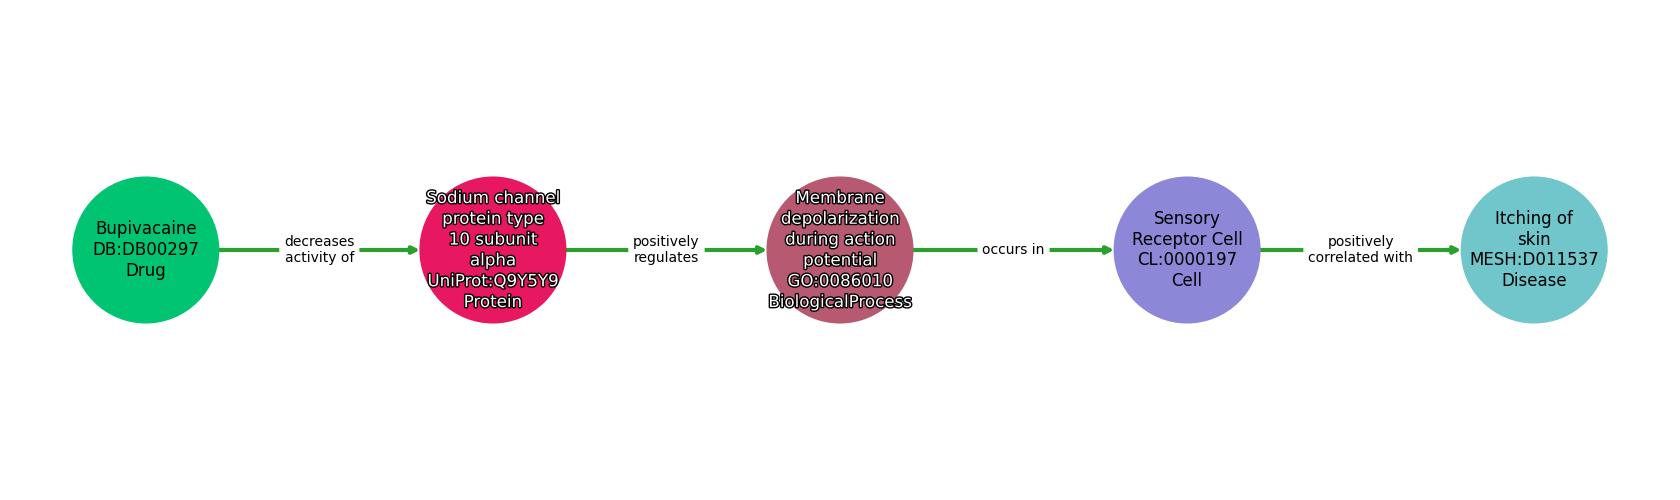 Bupivacaine
DB:DB00297
Drug
decreases
activity of
Sodium channel
protein type
10 subunit
alpha
UniProt:Q9Y5Y9
Protein
positively
regulates
Membrane
depolarization
during action
potential
GO:0086010
BiologicalProcess
occurs in
Sensory
Receptor Cell
CL:0000197
Cell
positively
correlated with
Itching of
skin
MESH:D011537
Disease